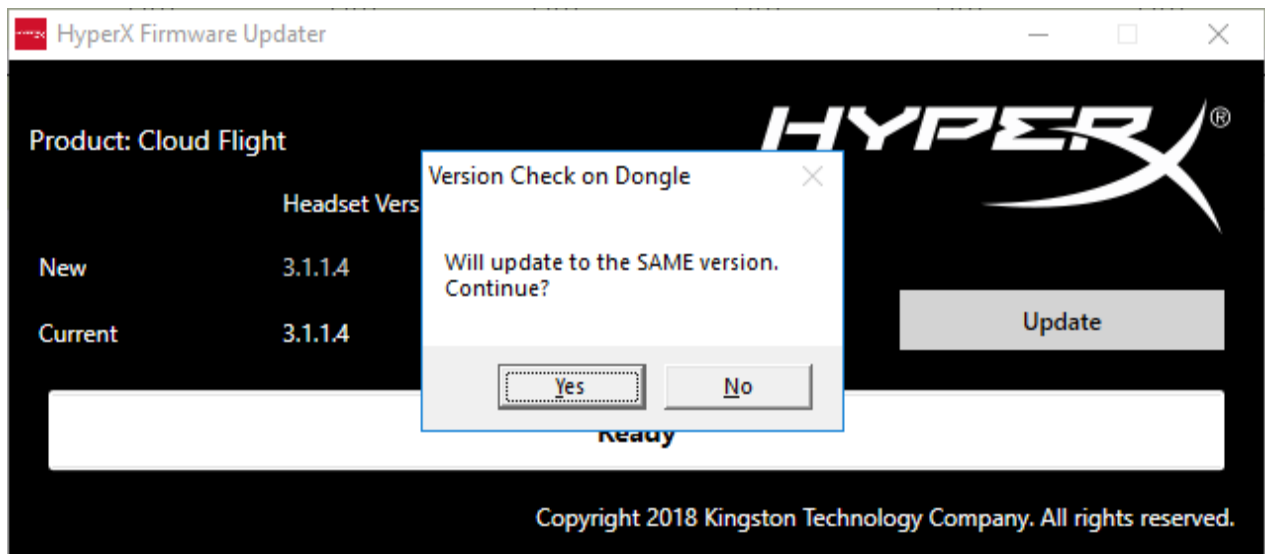 HyperX Firmware Updater
HYPERX®
Product: Cloud Flight
Version Check on Dongle
Headset Vers
Will update to the SAME version.
Continue?
New 3.1.1.4
Current 3.1.1.4
Update
Yes No
Ready
Copyright 2018 Kingston Technology Company. All rights reserved.